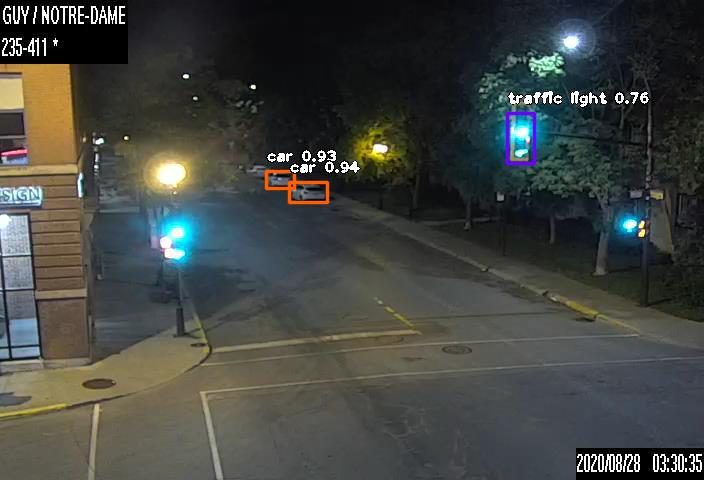 GUY / NOTRE-DAME
235-411 *
traffic light 0.76
car 0.93
car 0.94
SIGN
2020/08/28 03:30:35